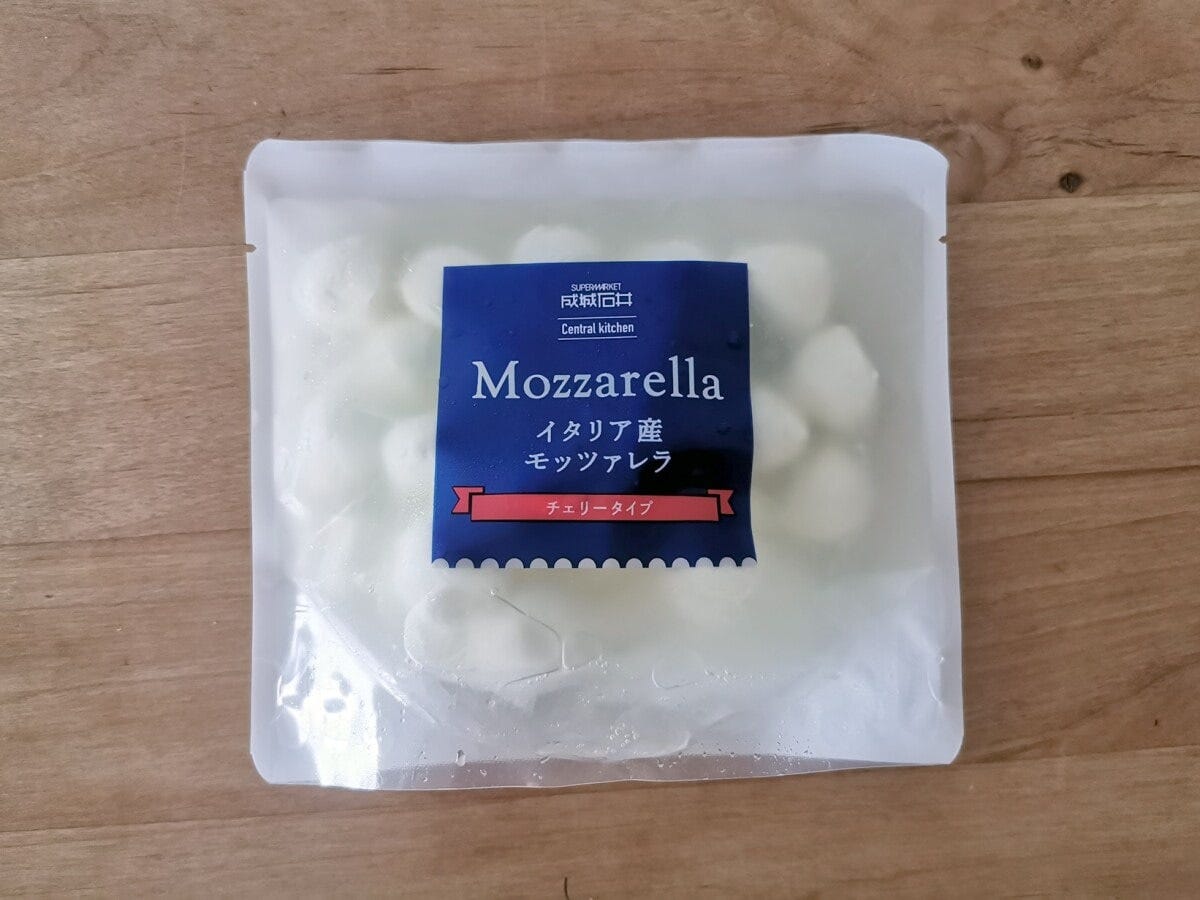 SUPERMARKET
成城石井
Central kitchen
Mozzarella
イタリア産
モッツァレラ
チェリータイプ